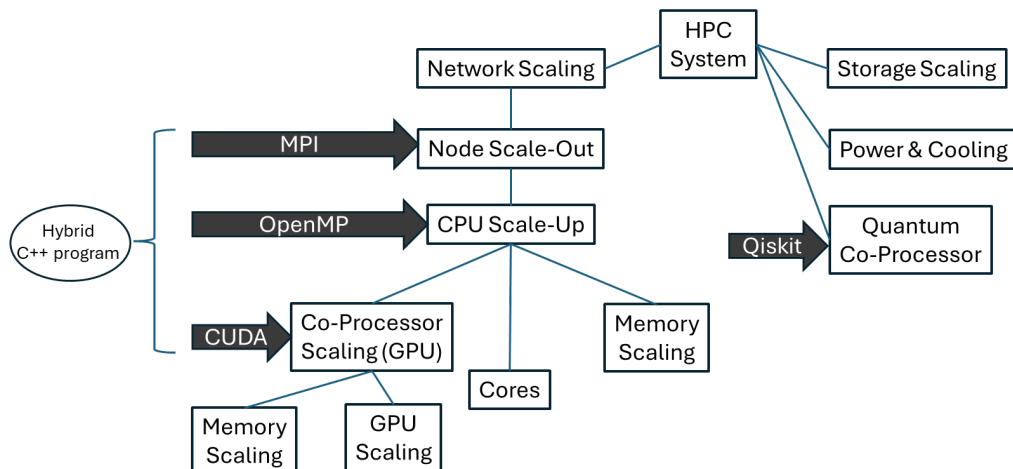 HPC
System
Network Scaling
Storage Scaling
MPI
Node Scale-Out
Power & Cooling
Hybrid
C++ program
OpenMP
CPU Scale-Up
Qiskit
Quantum
Co-Processor
CUDA
Co-Processor
Scaling (GPU)
Memory
Scaling
Cores
Memory
Scaling
GPU
Scaling